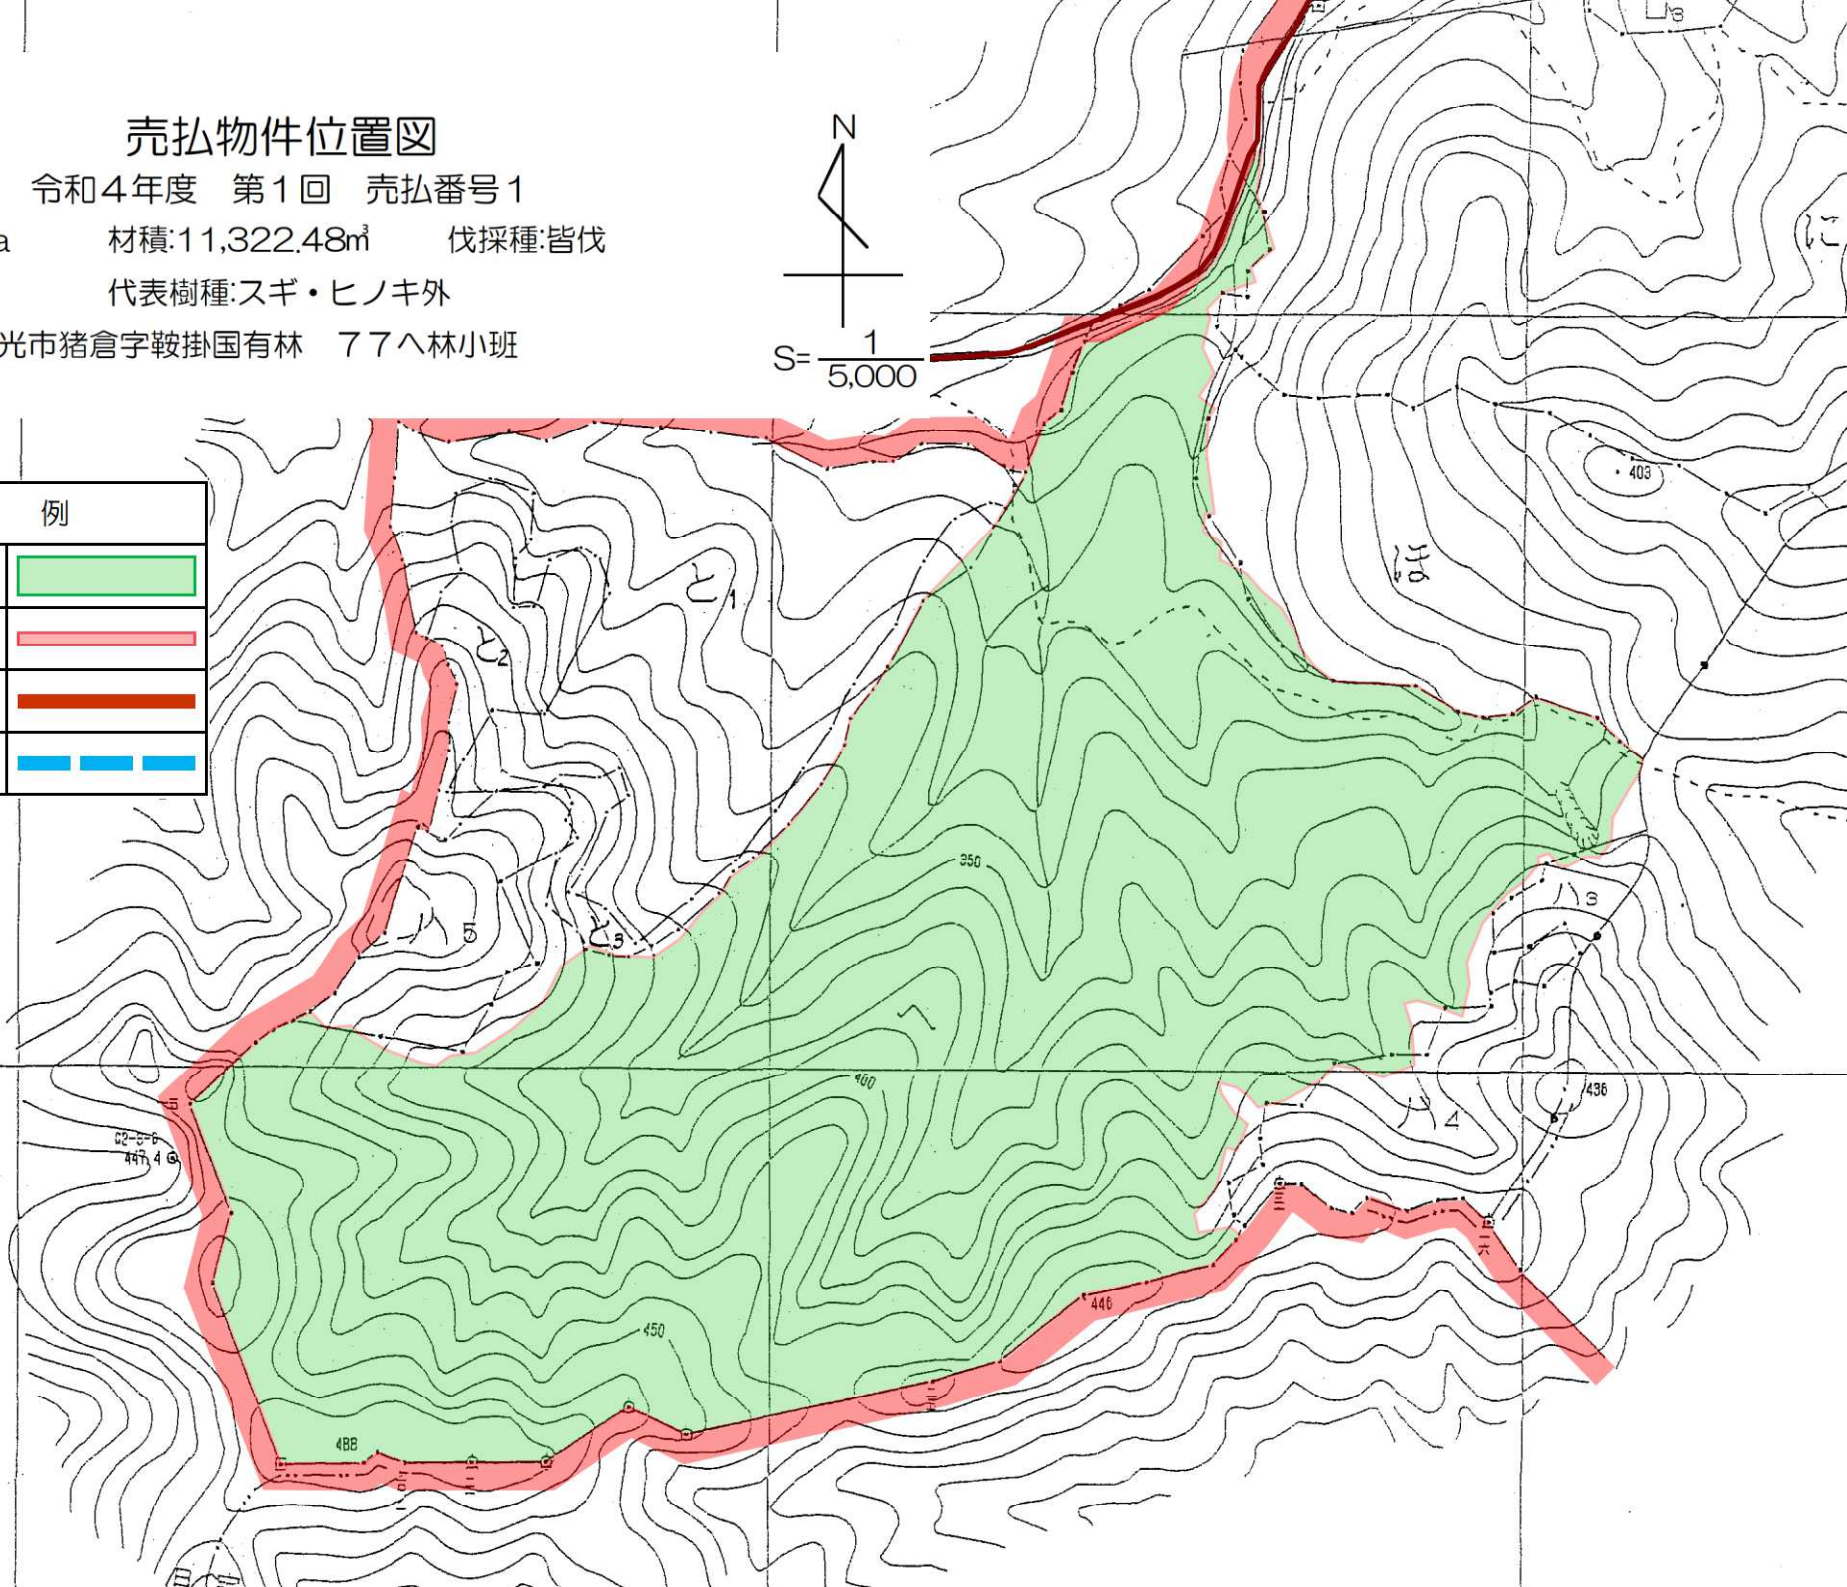 売払物件位置図
令和4年度　第1回　売払番号1
a　材積:11,322.48㎥　伐採種:皆伐
代表樹種:スギ・ヒノキ外
光市猪倉字鞍掛国有林　77へ林小班
N
S= 1
5,000
例
に
403
ほ
と1
と2
350
ハ3
ハ5
と3
へ
400
436
ハ4
447.4
446
450
488